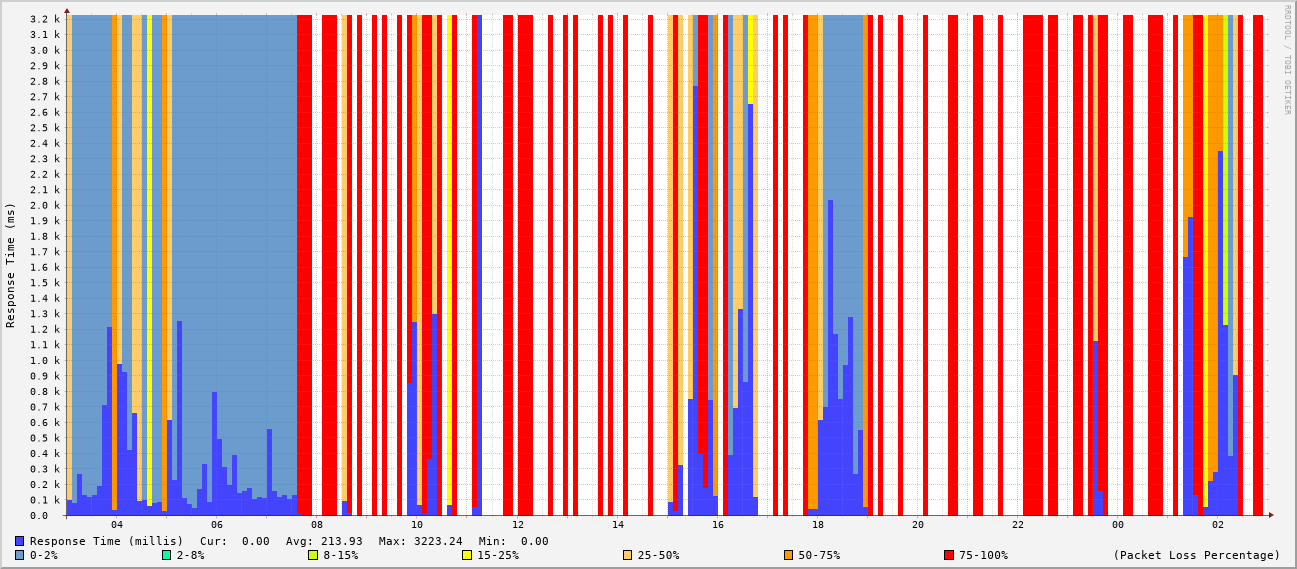 3.2 k
3.1 k
3.0 k
2.9 k
2.8 k
2.7 k
2.6 k
2.5 k
2.4 k
2.3 k
2.2 k
2.1 k
2.0 k
1.9 k
1.8 k
1.7 k
1.6 k
1.5 k
1.4 k
1.3 k
1.2 k
1.1 k
1.0 k
0.9 k
0.8 k
0.7 k
0.6 k
0.5 k
0.4 k
0.3 k
0.2 k
0.1 k
0.0
Response Time (ms)
RRDTOOL / TOBI OETIKER
04 06 08 10 12 14 16 18 20 22 00 02
Response Time (millis) Cur: 0.00 Avg: 213.93 Max: 3223.24 Min: 0.00
0-2% 2-8% 8-15% 15-25% 25-50% 50-75% 75-100% (Packet Loss Percentage)